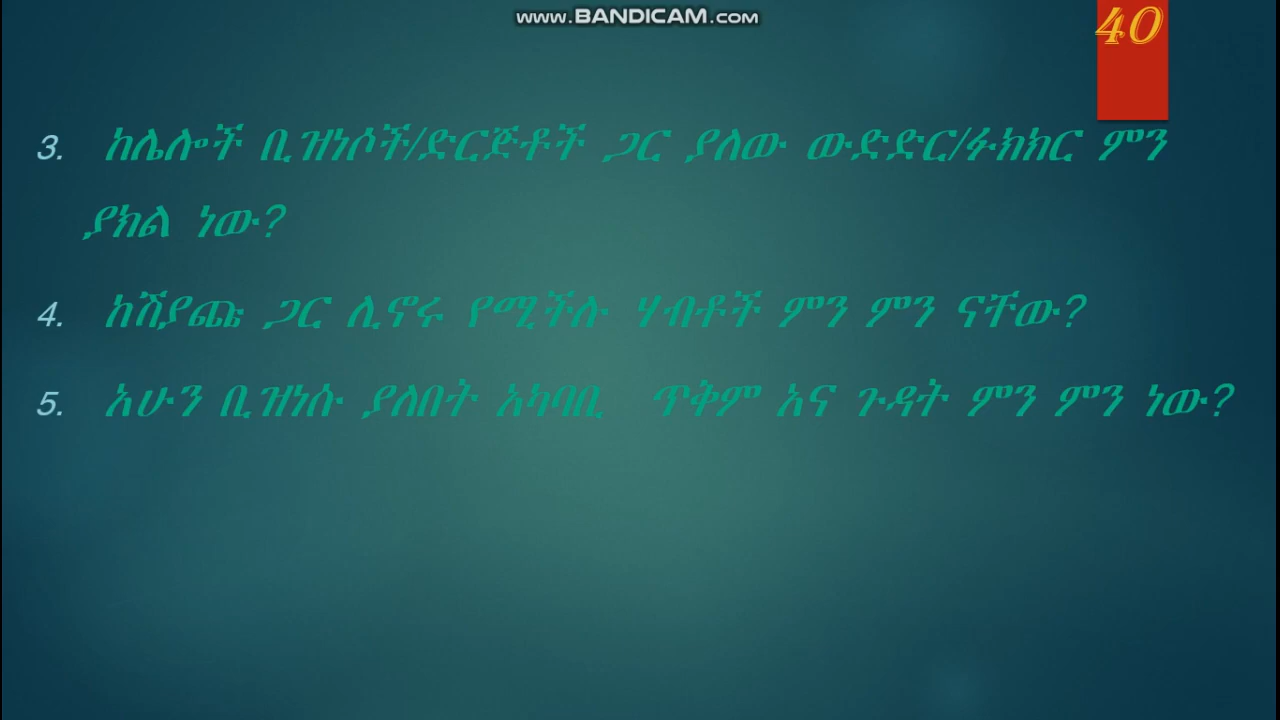 www.BANDICAM.com
40
3. ከሌሎች ቢዝነሶች/ድርጅቶች ጋር ያለው ውድድር/ፉክክር ምን
ያክል ነው?
4. ከሽያጩ ጋር ሊኖሩ የሚችሉ ሃብቶች ምን ምን ናቸው?
5. አሁን ቢዝነሱ ያለበት አካባቢ ጥቅም እና ጉዳት ምን ምን ነው?